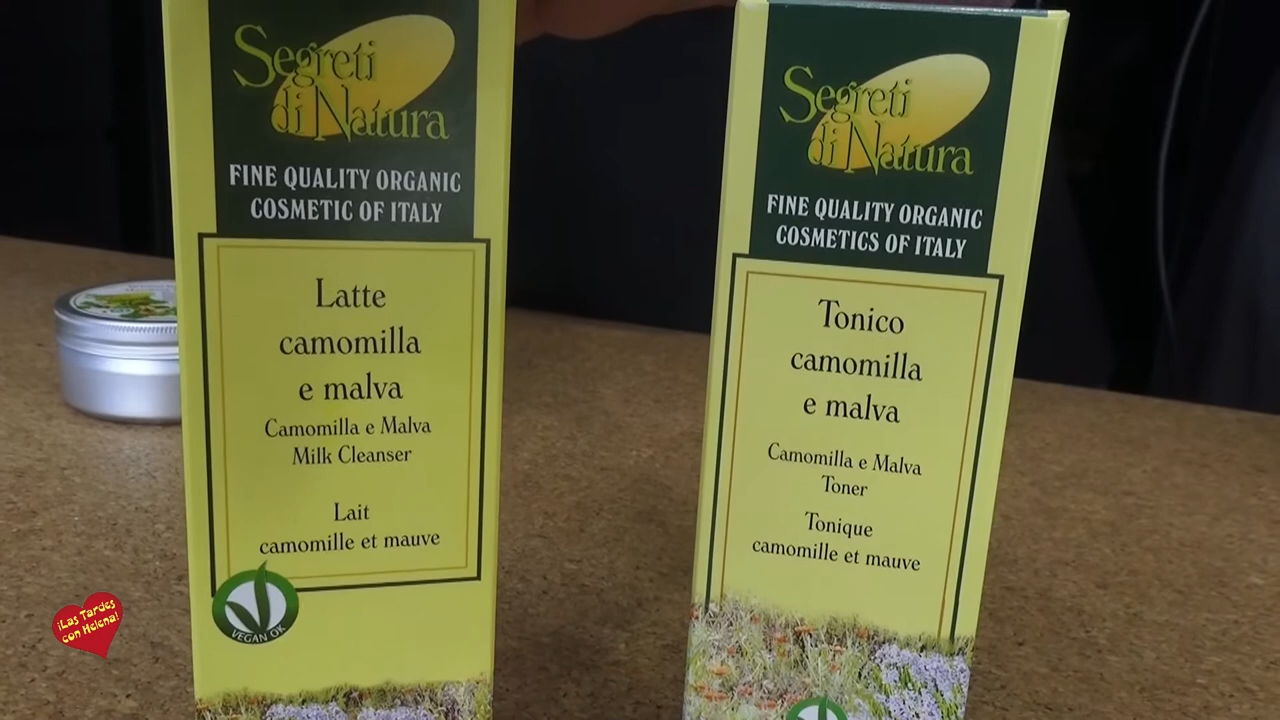 Segreti
di Natura
FINE QUALITY ORGANIC
COSMETIC OF ITALY
Latte
camomilla
e malva
Camomilla e Malva
Milk Cleanser
Lait
camomille et mauve
VEGAN OK
Segreti
di Natura
FINE QUALITY ORGANIC
COSMETICS OF ITALY
Tonico
camomilla
e malva
Camomilla e Malva
Toner
Tonique
camomille et mauve
¡Las Tardes
con Helena!